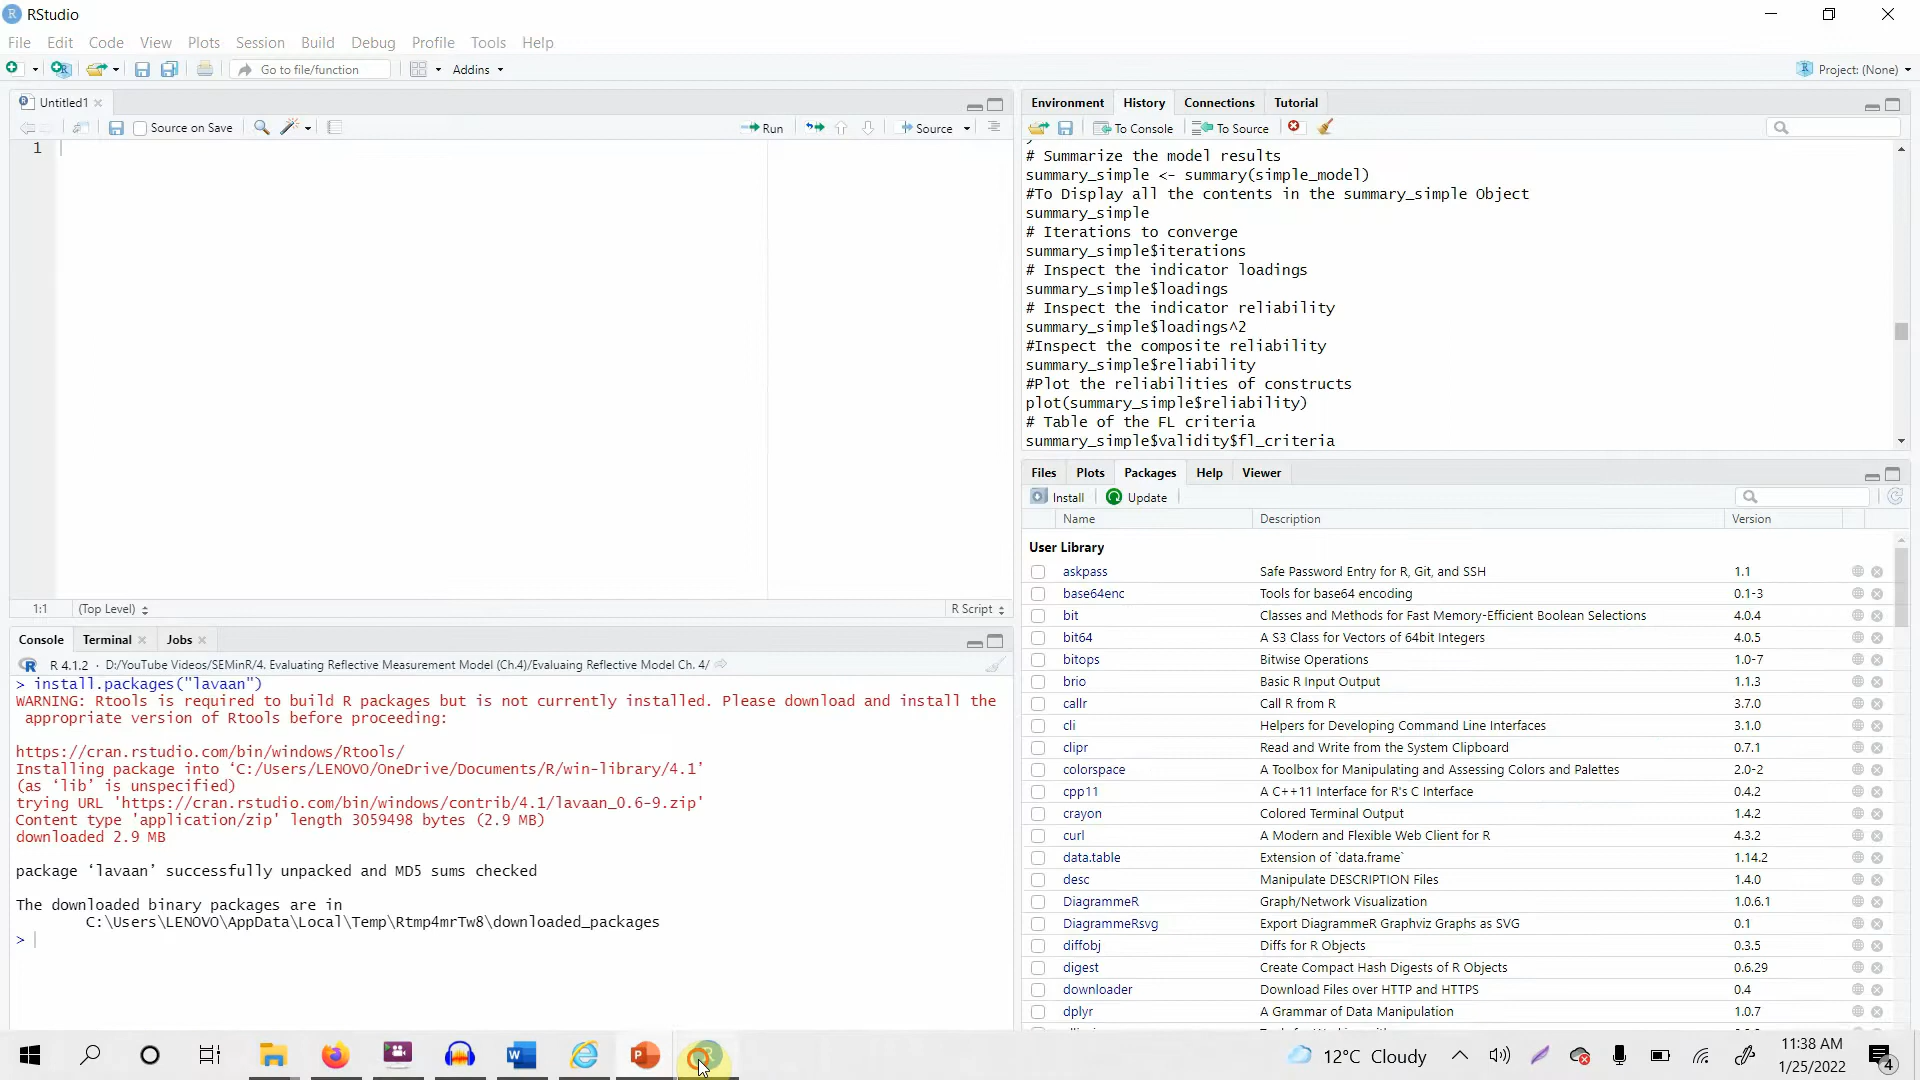 RStudio
File Edit Code View Plots Session Build Debug Profile Tools Help
Go to file/function Addins Project: (None)
Untitled1
Source on Save Run Source
1
1:1 (Top Level) R Script
Console Terminal Jobs
R 4.1.2 · D:/YouTube Videos/SEMinR/4. Evaluating Reflective Measurement Model (Ch.4)/Evaluaing Reflective Model Ch. 4/
> install.packages("lavaan")
WARNING: Rtools is required to build R packages but is not currently installed. Please download and install the
appropriate version of Rtools before proceeding:
https://cran.rstudio.com/bin/windows/Rtools/
Installing package into ‘C:/Users/LENOVO/OneDrive/Documents/R/win-library/4.1’
(as ‘lib’ is unspecified)
trying URL 'https://cran.rstudio.com/bin/windows/contrib/4.1/lavaan_0.6-9.zip'
Content type 'application/zip' length 3059498 bytes (2.9 MB)
downloaded 2.9 MB
package ‘lavaan’ successfully unpacked and MD5 sums checked
The downloaded binary packages are in
C:\Users\LENOVO\AppData\Local\Temp\Rtmp4mrTw8\downloaded_packages
>
Environment History Connections Tutorial
To Console To Source
# Summarize the model results
summary_simple <- summary(simple_model)
#To Display all the contents in the summary_simple Object
summary_simple
# Iterations to converge
summary_simple$iterations
# Inspect the indicator loadings
summary_simple$loadings
# Inspect the indicator reliability
summary_simple$loadings^2
#Inspect the composite reliability
summary_simple$reliability
#Plot the reliabilities of constructs
plot(summary_simple$reliability)
# Table of the FL criteria
summary_simple$validity$fl_criteria
Files Plots Packages Help Viewer
Install Update
Name Description Version
User Library
askpass Safe Password Entry for R, Git, and SSH 1.1
base64enc Tools for base64 encoding 0.1-3
bit Classes and Methods for Fast Memory-Efficient Boolean Selections 4.0.4
bit64 A S3 Class for Vectors of 64bit Integers 4.0.5
bitops Bitwise Operations 1.0-7
brio Basic R Input Output 1.1.3
callr Call R from R 3.7.0
cli Helpers for Developing Command Line Interfaces 3.1.0
clipr Read and Write from the System Clipboard 0.7.1
colorspace A Toolbox for Manipulating and Assessing Colors and Palettes 2.0-2
cpp11 A C++11 Interface for R's C Interface 0.4.2
crayon Colored Terminal Output 1.4.2
curl A Modern and Flexible Web Client for R 4.3.2
data.table Extension of `data.frame` 1.14.2
desc Manipulate DESCRIPTION Files 1.4.0
DiagrammeR Graph/Network Visualization 1.0.6.1
DiagrammeRsvg Export DiagrammeR Graphviz Graphs as SVG 0.1
diffobj Diffs for R Objects 0.3.5
digest Create Compact Hash Digests of R Objects 0.6.29
downloader Download Files over HTTP and HTTPS 0.4
dplyr A Grammar of Data Manipulation 1.0.7
12°C Cloudy 11:38 AM
1/25/2022 4